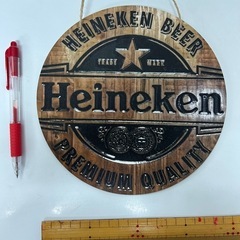 HEINEKEN BEER
TRADE MARK
Heineken
PREMIUM QUALITY